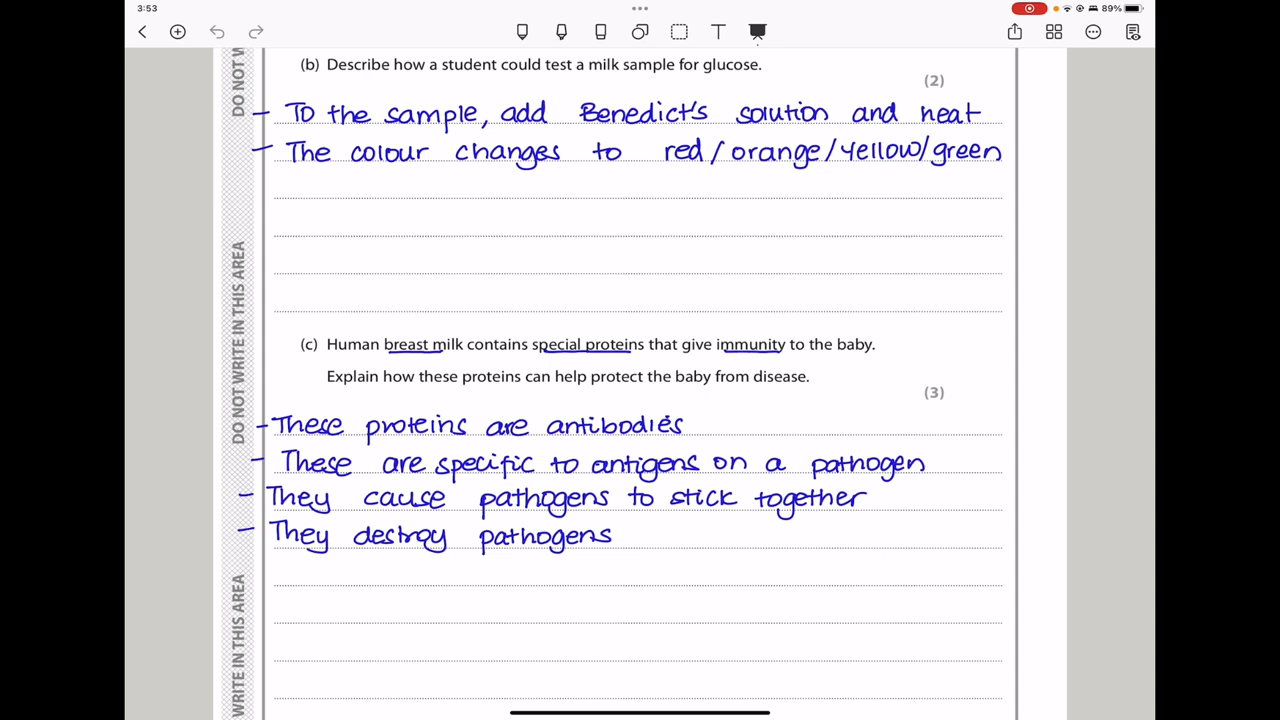 3:53
89%
DO NOT W
(b) Describe how a student could test a milk sample for glucose.
(2)
- To the sample, add Benedict's solution and heat
- The colour changes to red/orange/yellow/green
DO NOT WRITE IN THIS AREA
(c) Human breast milk contains special proteins that give immunity to the baby.
Explain how these proteins can help protect the baby from disease.
(3)
- These proteins are antibodies
- These are specific to antigens on a pathogen
- They cause pathogens to stick together
- They destroy pathogens
WRITE IN THIS AREA